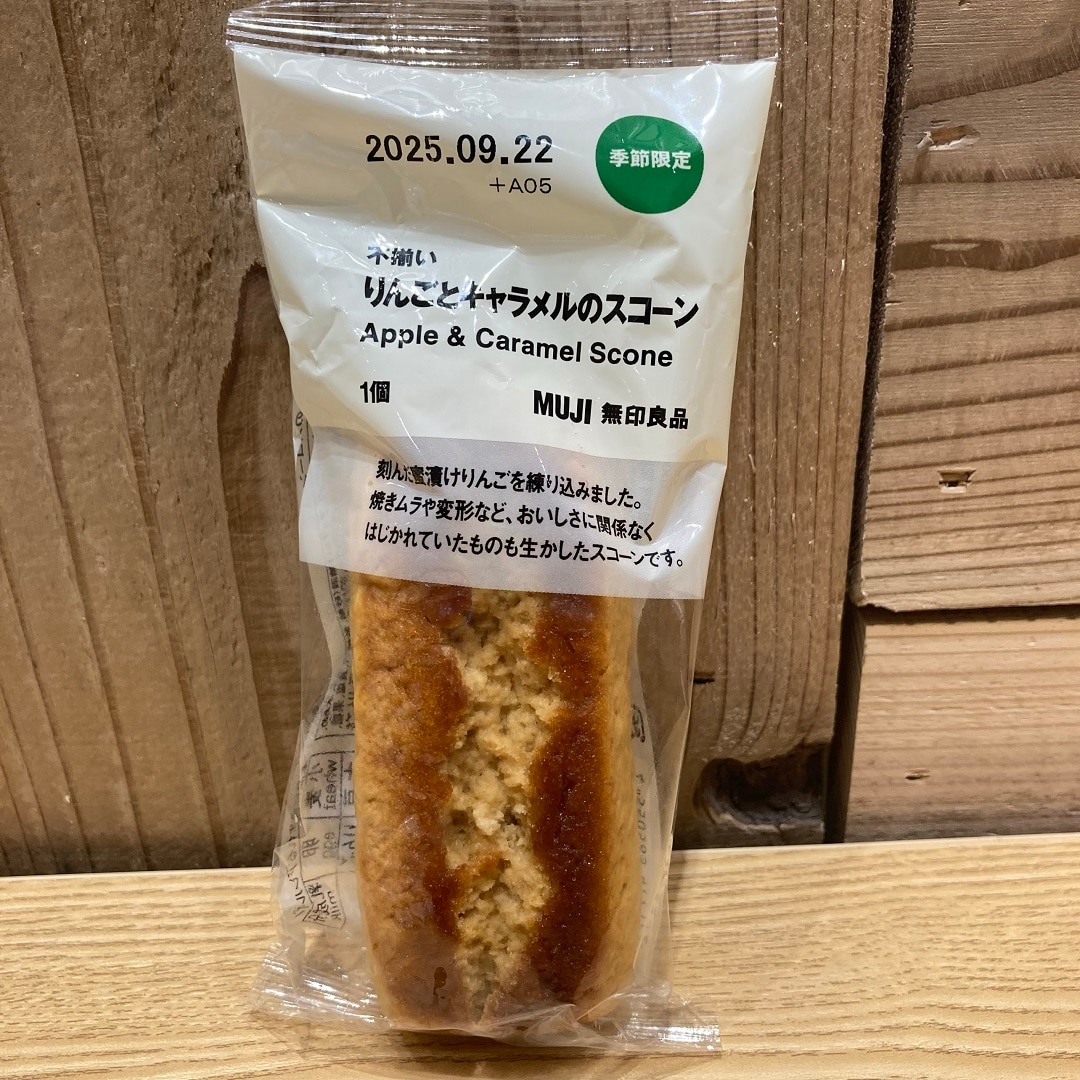 2025.09.22
+A05
季節限定
不揃い
りんごとキャラメルのスコーン
Apple & Caramel Scone
1個
MUJI 無印良品
刻んだ蜜漬けりんごを練り込みました。
焼きムラや変形など、おいしさに関係なく
はじかれていたものも生かしたスコーンです。